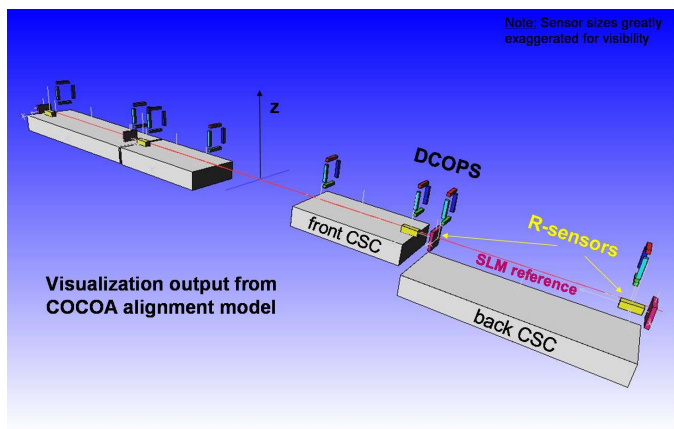 Note: Sensor sizes greatly
exaggerated for visibility
z
DCOPS
R-sensors
front CSC
SLM reference
Visualization output from
COCOA alignment model
back CSC